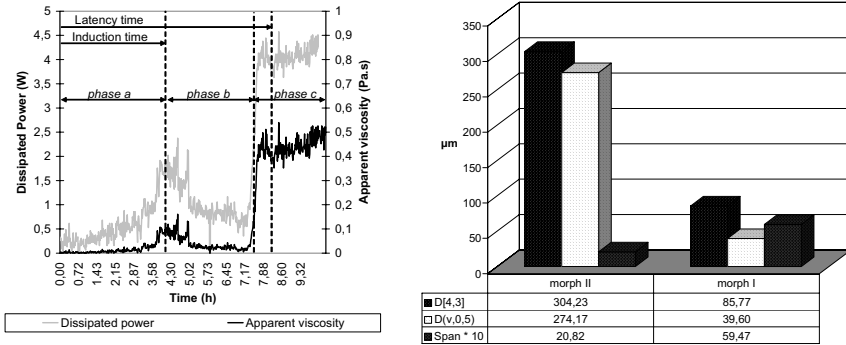 Dissipated Power (W)
5
4,5
4
3,5
3
2,5
2
1,5
1
0,5
0
Latency time
Induction time
phase a
phase b
phase c
1
0,9
0,8
0,7
0,6
0,5
0,4
0,3
0,2
0,1
0
Apparent viscosity (Pa.s)
0,00
0,72
1,43
2,15
2,87
3,58
4,30
5,02
5,73
6,45
7,17
7,88
8,60
9,32
Time (h)
Dissipated power
Apparent viscosity
µm
350
300
250
200
150
100
50
0
morph II morph I
D[4,3] 304,23 85,77
D(v,0,5) 274,17 39,60
Span * 10 20,82 59,47